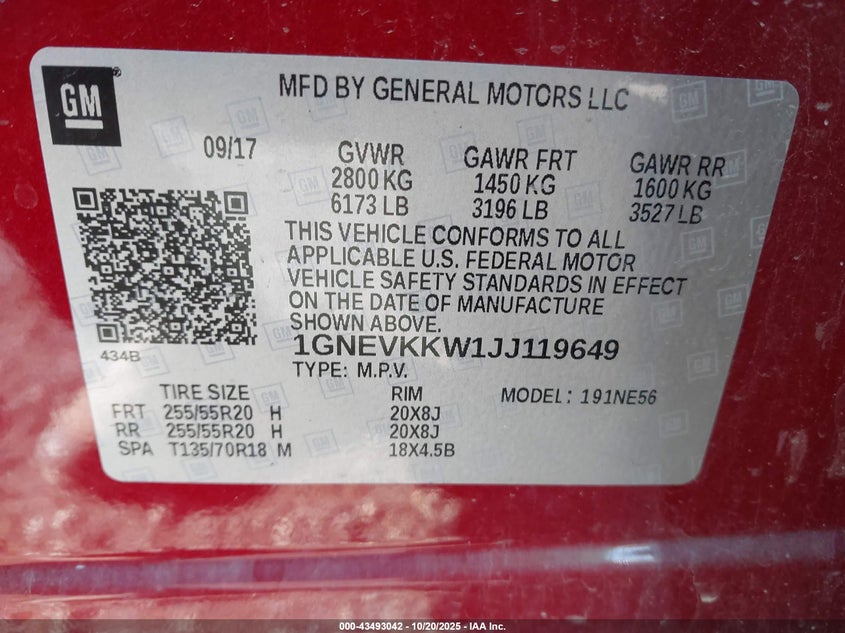 GM
MFD BY GENERAL MOTORS LLC
09/17
GVWR
2800 KG
6173 LB
GAWR FRT
1450 KG
3196 LB
GAWR RR
1600 KG
3527 LB
THIS VEHICLE CONFORMS TO ALL
APPLICABLE U.S. FEDERAL MOTOR
VEHICLE SAFETY STANDARDS IN EFFECT
ON THE DATE OF MANUFACTURE
SHOWN ABOVE.
434B
1GNEVKKW1JJ119649
TYPE: M.P.V.
TIRE SIZE RIM MODEL: 191NE56
FRT 255/55R20 H 20X8J
RR 255/55R20 H 20X8J
SPA T135/70R18 M 18X4.5B
000-43493042 - 10/20/2025 - IAA Inc.